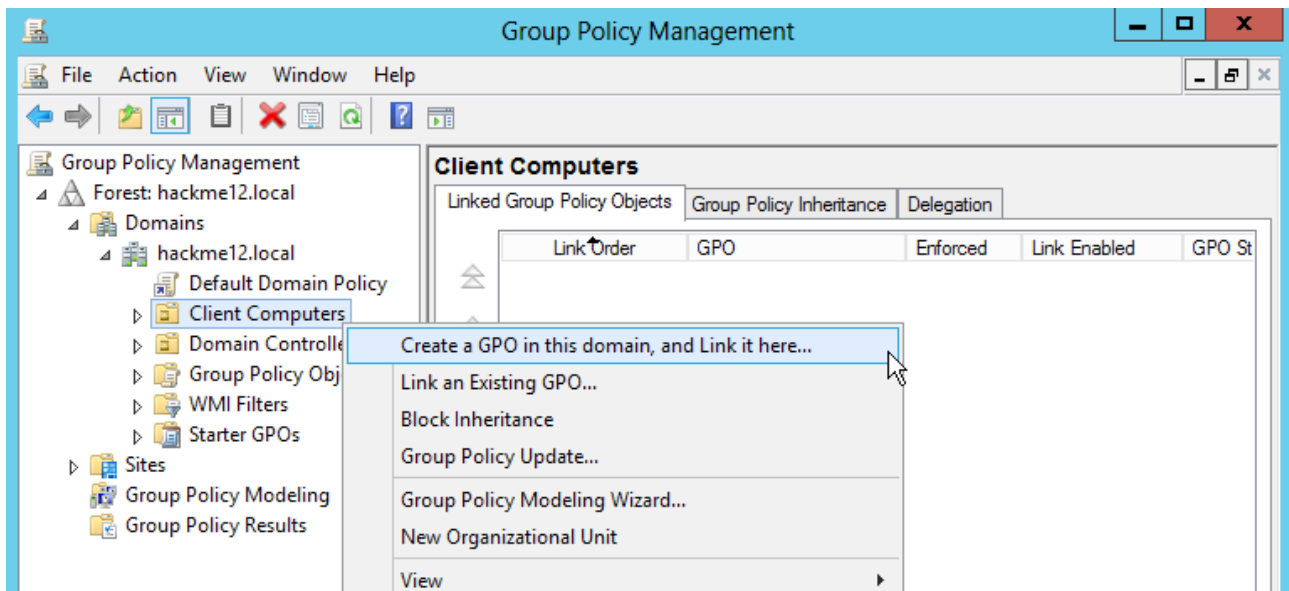 Group Policy Management
File Action View Window Help
Group Policy Management
Forest: hackme12.local
Domains
hackme12.local
Default Domain Policy
Client Computers
Domain Controlle
Group Policy Obj
WMI Filters
Starter GPOs
Sites
Group Policy Modeling
Group Policy Results
Client Computers
Linked Group Policy Objects Group Policy Inheritance Delegation
Link Order GPO Enforced Link Enabled GPO St
Create a GPO in this domain, and Link it here...
Link an Existing GPO...
Block Inheritance
Group Policy Update...
Group Policy Modeling Wizard...
New Organizational Unit
View